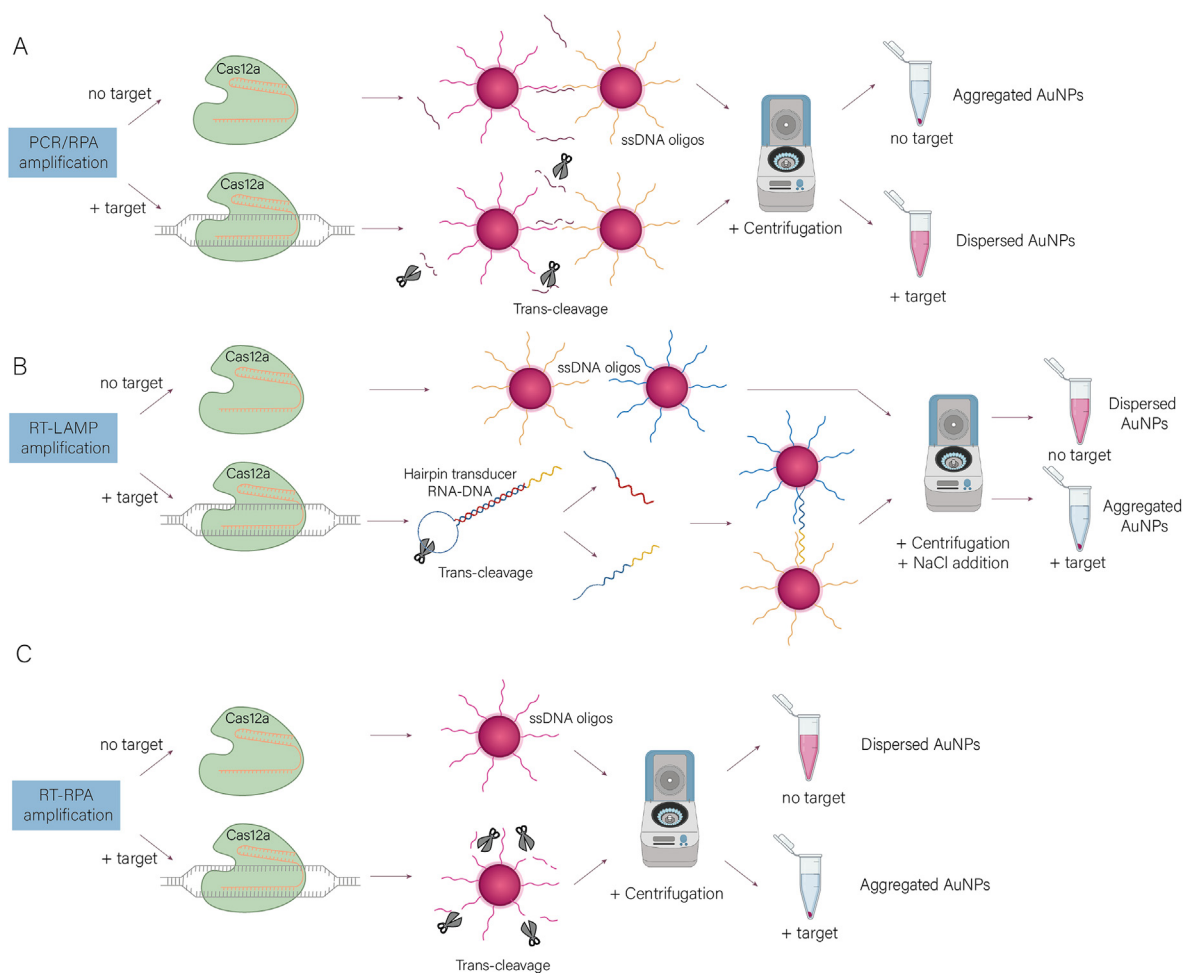 A
Cas12a
no target
PCR/RPA
amplification
Cas12a
+ target
ssDNA oligos
Trans-cleavage
+ Centrifugation
no target
Aggregated AuNPs
Dispersed AuNPs
+ target
B
Cas12a
no target
RT-LAMP
amplification
Cas12a
+ target
ssDNA oligos
Hairpin transducer
RNA-DNA
Trans-cleavage
+ Centrifugation
+ NaCl addition
Dispersed
AuNPs
no target
Aggregated
AuNPs
+ target
C
Cas12a
no target
RT-RPA
amplification
Cas12a
+ target
ssDNA oligos
Trans-cleavage
+ Centrifugation
Dispersed AuNPs
no target
Aggregated AuNPs
+ target